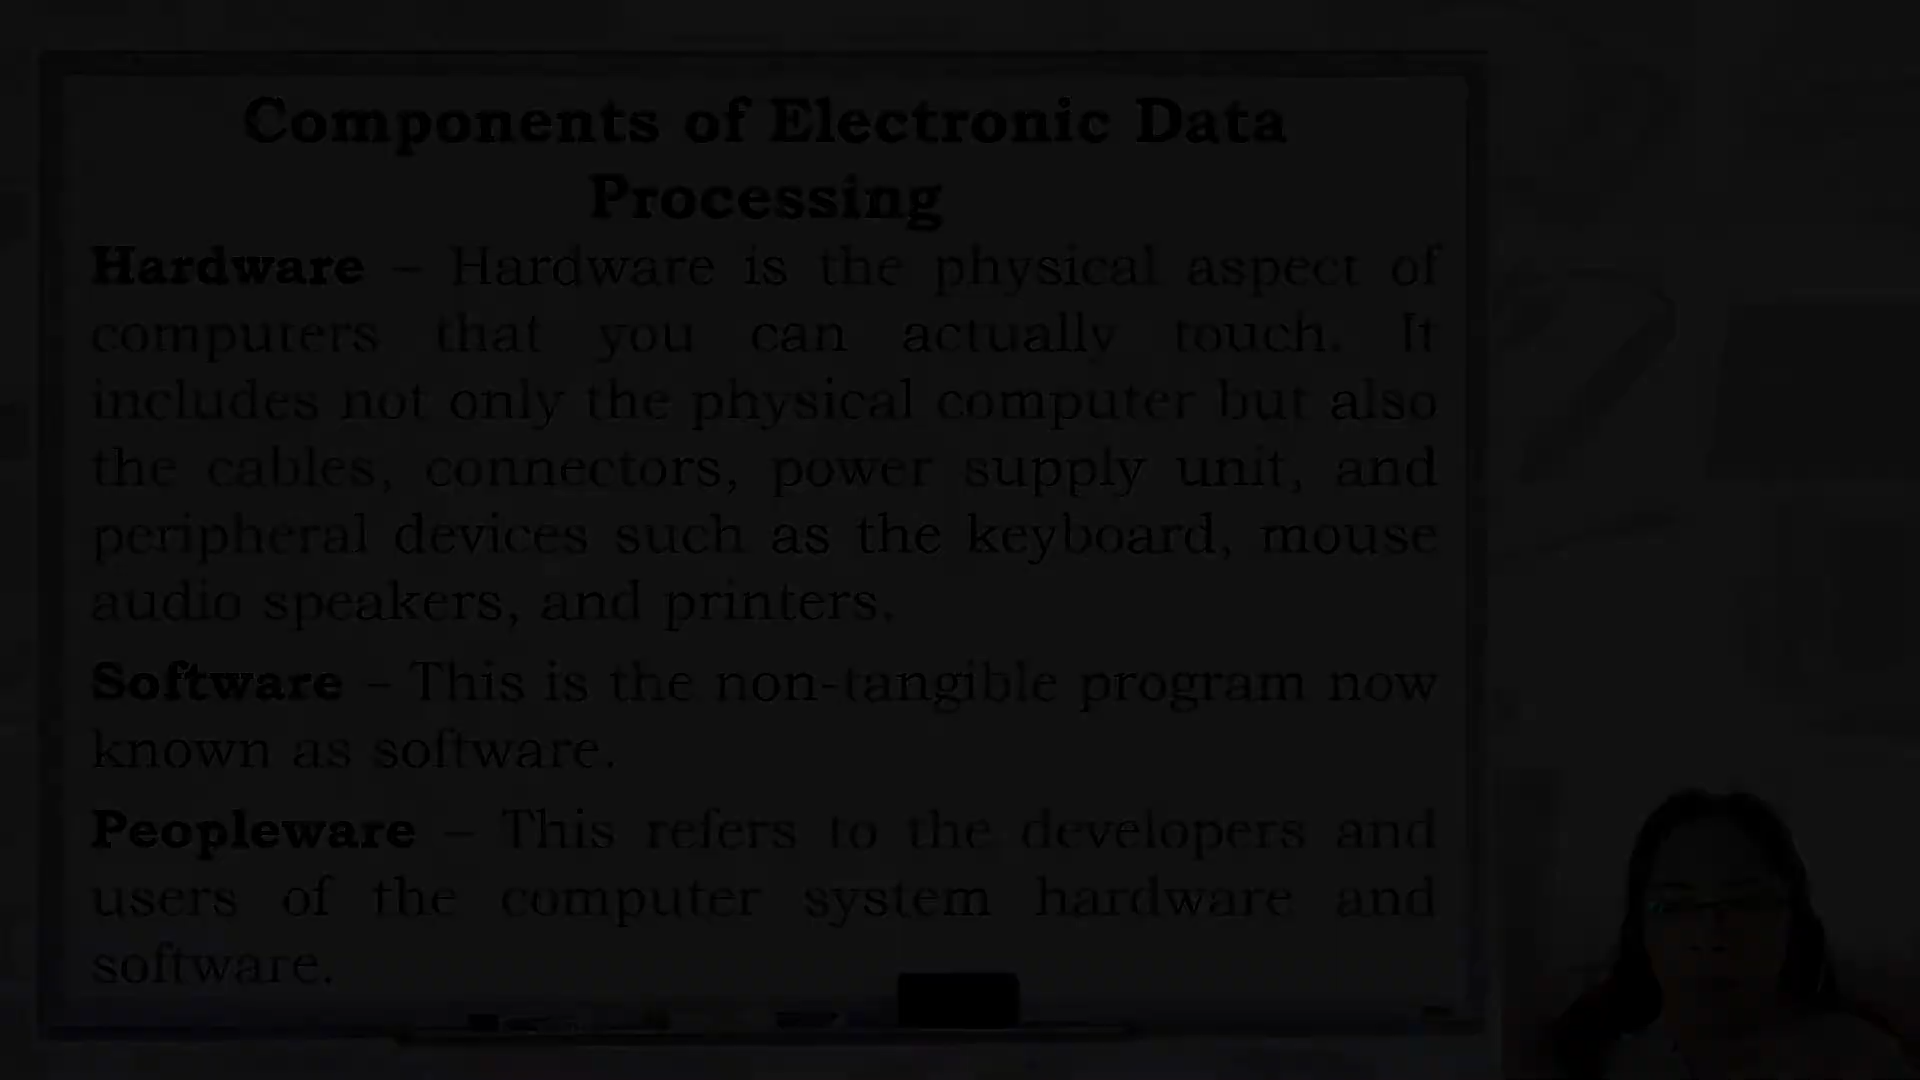 Components of Electronic Data
Processing
Hardware – Hardware is the physical aspect of
computers that you can actually touch. It
includes not only the physical computer but also
the cables, connectors, power supply unit, and
peripheral devices such as the keyboard, mouse
audio speakers, and printers.
Software – This is the non-tangible program now
known as software.
Peopleware – This refers to the developers and
users of the computer system hardware and
software.